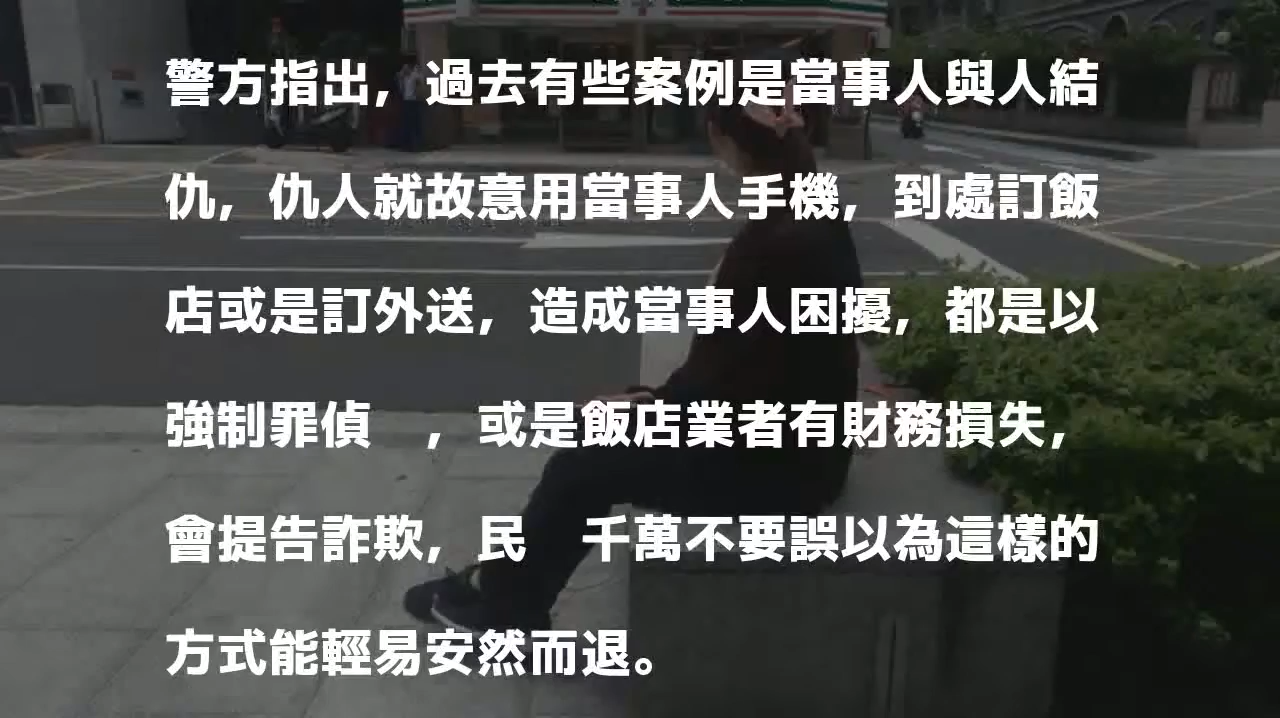 警方指出，過去有些案例是當事人與人結
仇，仇人就故意用當事人手機，到處訂飯
店或是訂外送，造成當事人困擾，都是以
強制罪偵　，或是飯店業者有財務損失，
會提告詐欺，民　千萬不要誤以為這樣的
方式能輕易安然而退。